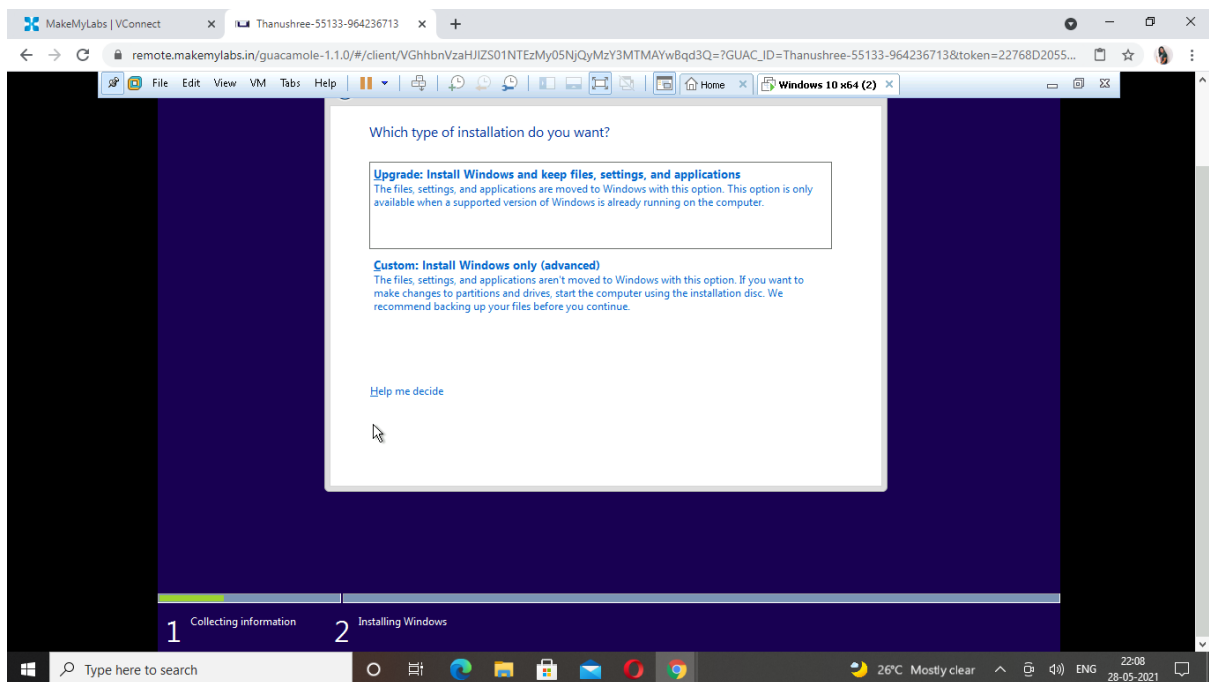 MakeMyLabs | VConnect
Thanushree-55133-964236713
remote.makemylabs.in/guacamole-1.1.0/#/client/VGhhbnVzaHJlZS01NTEzMy05NjQyMzY3MTMAYwBqd3Q=?GUAC_ID=Thanushree-55133-964236713&token=22768D2055...
File Edit View VM Tabs Help
Home
Windows 10 x64 (2)
Which type of installation do you want?
Upgrade: Install Windows and keep files, settings, and applications
The files, settings, and applications are moved to Windows with this option. This option is only
available when a supported version of Windows is already running on the computer.
Custom: Install Windows only (advanced)
The files, settings, and applications aren't moved to Windows with this option. If you want to
make changes to partitions and drives, start the computer using the installation disc. We
recommend backing up your files before you continue.
Help me decide
1 Collecting information
2 Installing Windows
Type here to search
26°C Mostly clear
ENG
22:08
28-05-2021